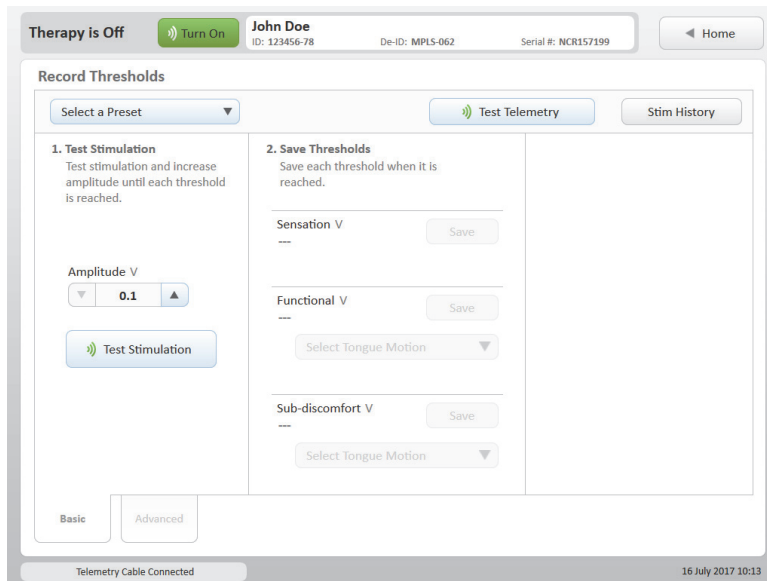 Therapy is Off
Turn On
John Doe
ID: 123456-78 De-ID: MPLS-062 Serial #: NCR157199
Home
Record Thresholds
Select a Preset
Test Telemetry
Stim History
1. Test Stimulation
Test stimulation and increase
amplitude until each threshold
is reached.
Amplitude V
0.1
Test Stimulation
2. Save Thresholds
Save each threshold when it is
reached.
Sensation V
---
Save
Functional V
---
Save
Select Tongue Motion
Sub-discomfort V
---
Save
Select Tongue Motion
Basic
Advanced
Telemetry Cable Connected
16 July 2017 10:13